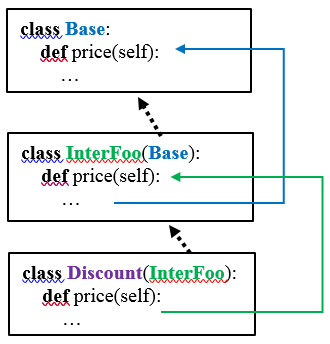 class Base:
def price(self):
…
class InterFoo(Base):
def price(self):
…
class Discount(InterFoo):
def price(self):
…